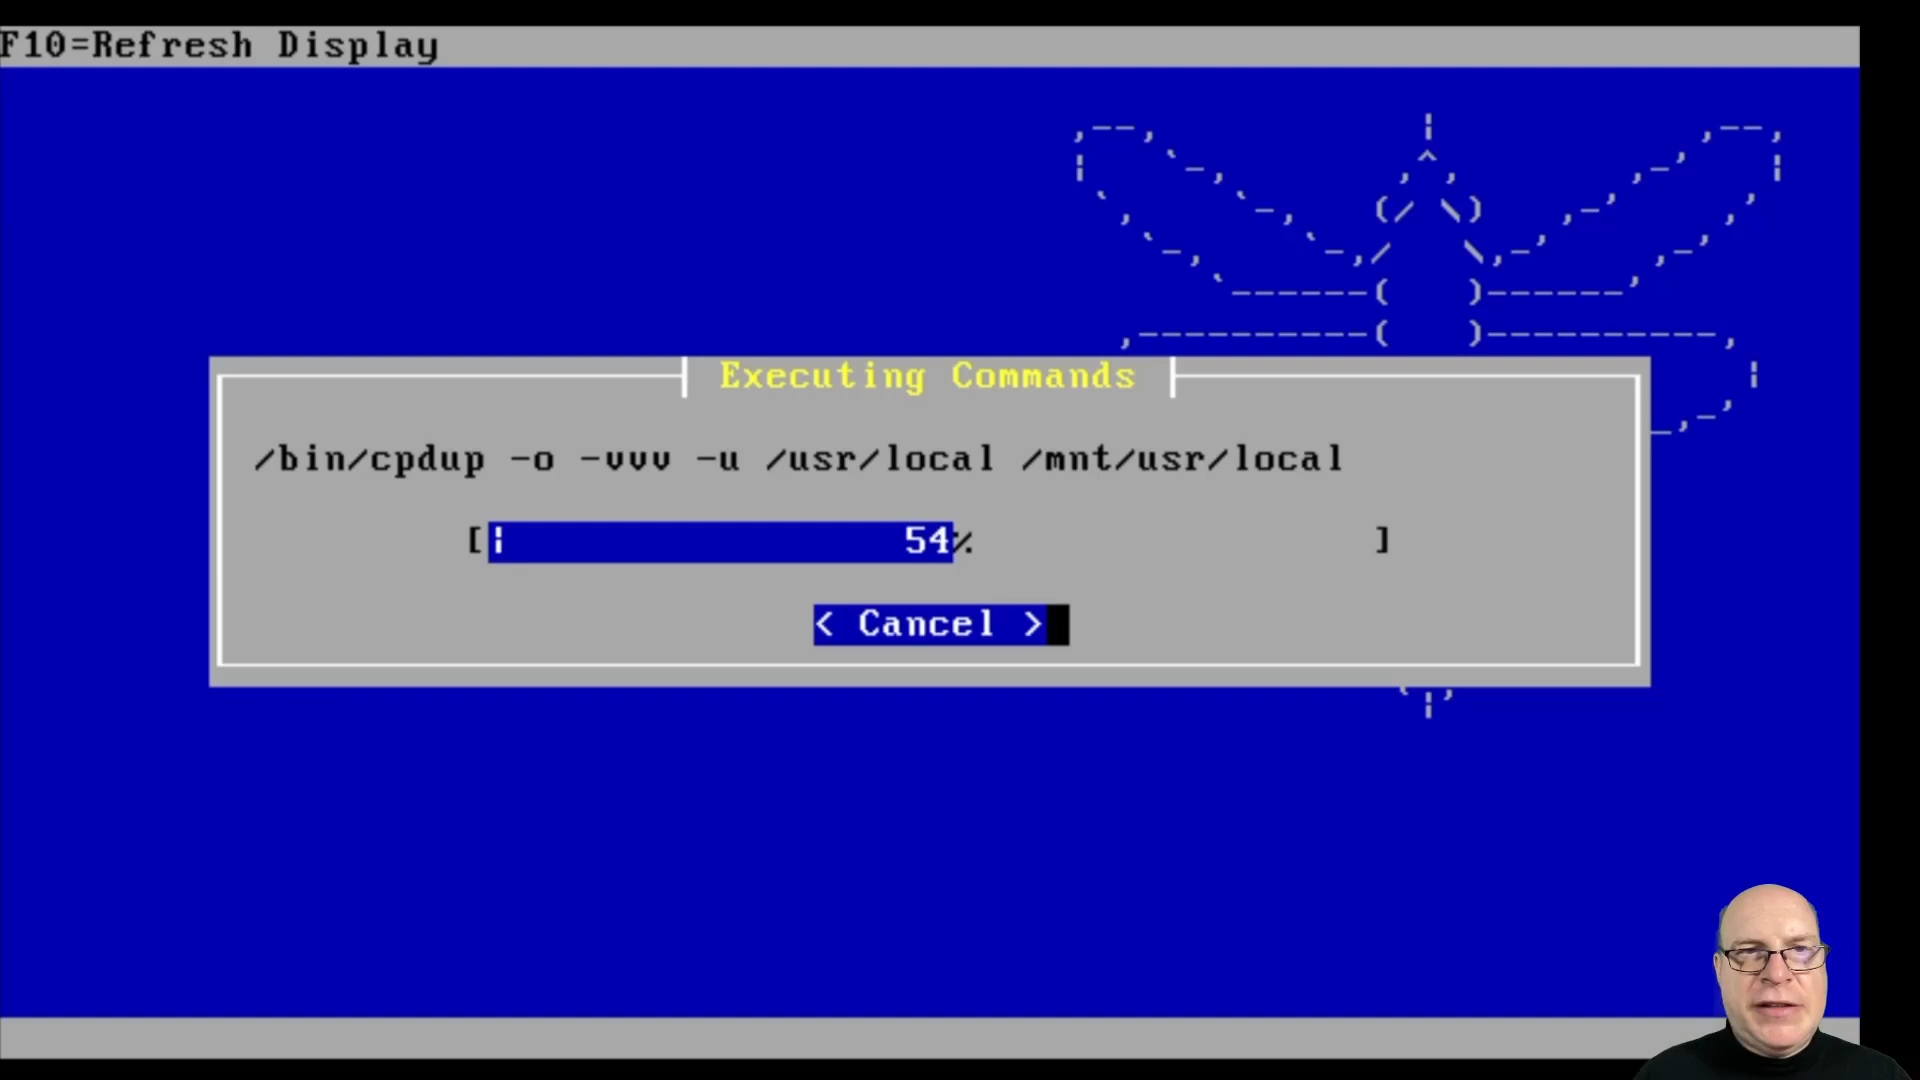 F10=Refresh Display
Executing Commands
/bin/cpdup -o -vvv -u /usr/local /mnt/usr/local
[| 54% ]
< Cancel >